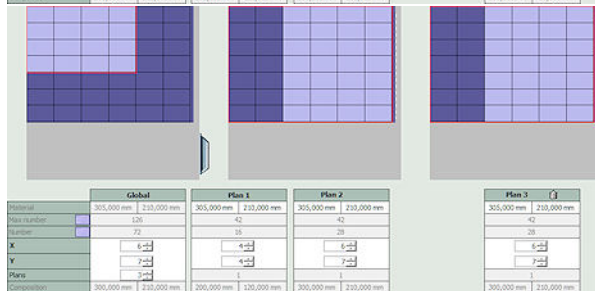 Global Plan 1 Plan 2 Plan 3
Material 305,000 mm 210,000 mm 305,000 mm 210,000 mm 305,000 mm 210,000 mm 305,000 mm 210,000 mm
Max number 126 42 42 42
Number 72 16 28 28
X 6 4 6 6
Y 7 4 7 7
Plans 3 1 1 1
Composition 300,000 mm 210,000 mm 200,000 mm 120,000 mm 300,000 mm 210,000 mm 300,000 mm 210,000 mm